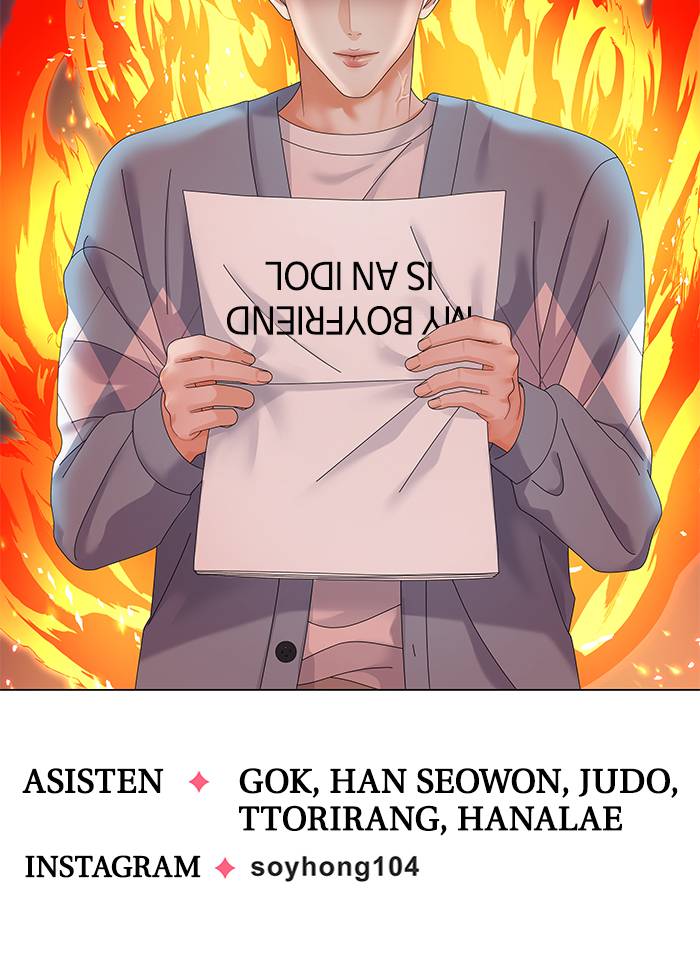 MY BOYFRIEND
IS AN IDOL
ASISTEN ✦ GOK, HAN SEOWON, JUDO,
TTORIRANG, HANALAE
INSTAGRAM ✦ soyhong104